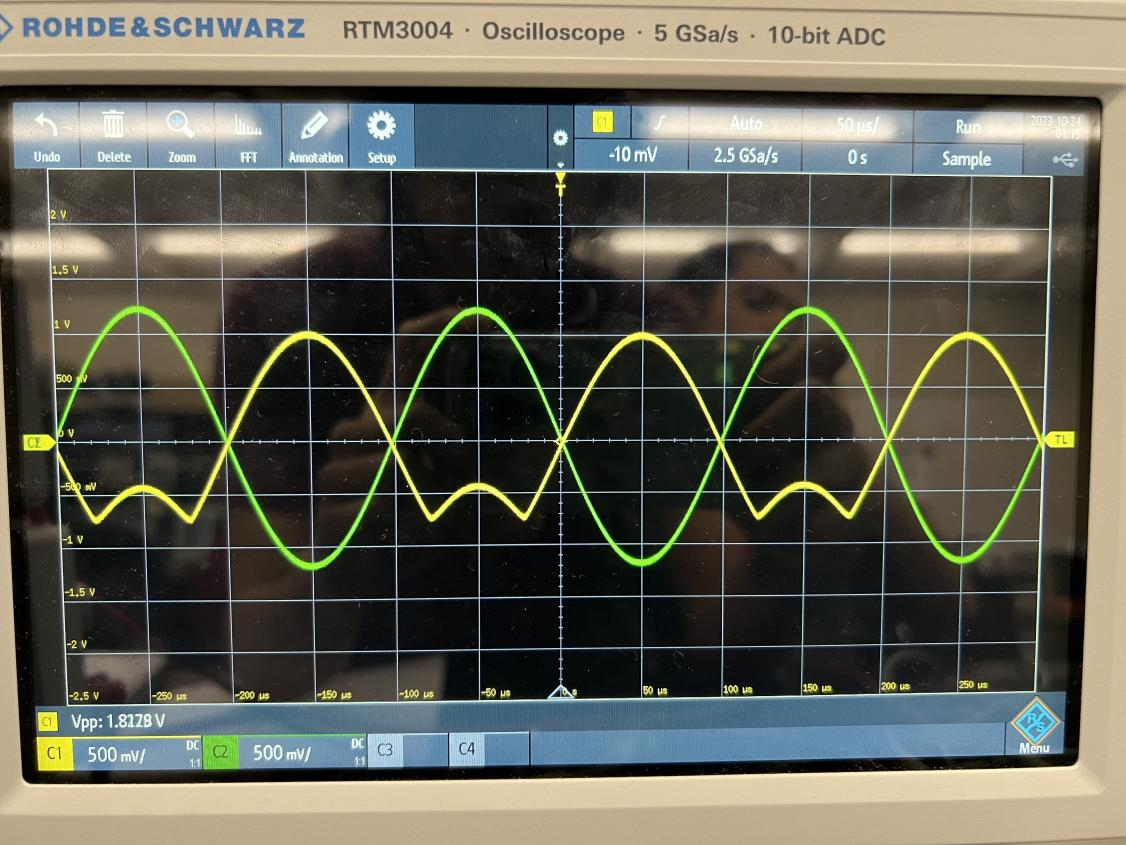 ROHDE&SCHWARZ RTM3004 · Oscilloscope · 5 GSa/s · 10-bit ADC
Undo Delete Zoom FFT Annotation Setup
C1 Auto 50 µs/ Run 2023-10-24
-10 mV 2.5 GSa/s 0 s Sample 01:15
T
2 V
1.5 V
1 V
500 mV
0 V
TL
-500 mV
-1 V
-1.5 V
-2 V
-2.5 V -250 µs -200 µs -150 µs -100 µs -50 µs 0 s 50 µs 100 µs 150 µs 200 µs 250 µs
C1 Vpp: 1.8128 V
R&S
Menu
C1 500 mV/ DC 1:1 C2 500 mV/ DC 1:1 C3 C4